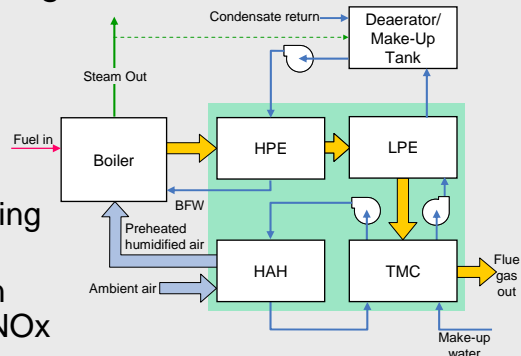 Condensate return
Deaerator/
Make-Up
Tank
Steam Out
Fuel in
Boiler
HPE
LPE
BFW
ing
Preheated
humidified air
HAH
TMC
Flue
gas
out
Ambient air
NOx
Make-up
water